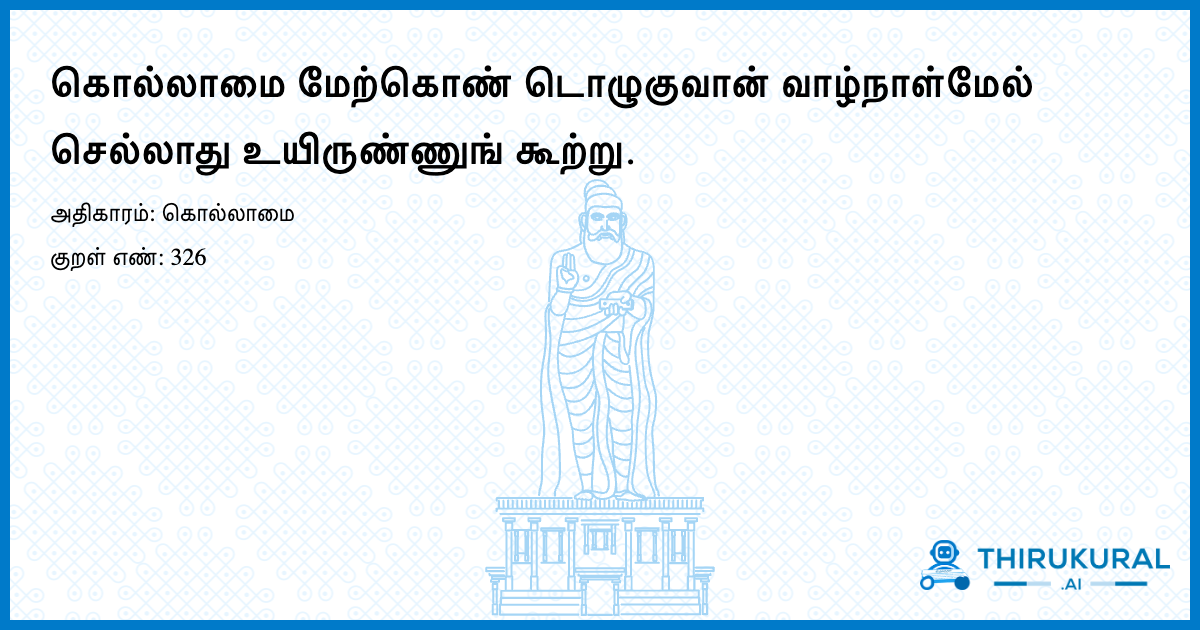 கொல்லாமை மேற்கொண் டொழுகுவான் வாழ்நாள்மேல்
செல்லாது உயிருண்ணுங் கூற்று.
அதிகாரம்: கொல்லாமை
குறள் எண்: 326
THIRUKURAL
.AI